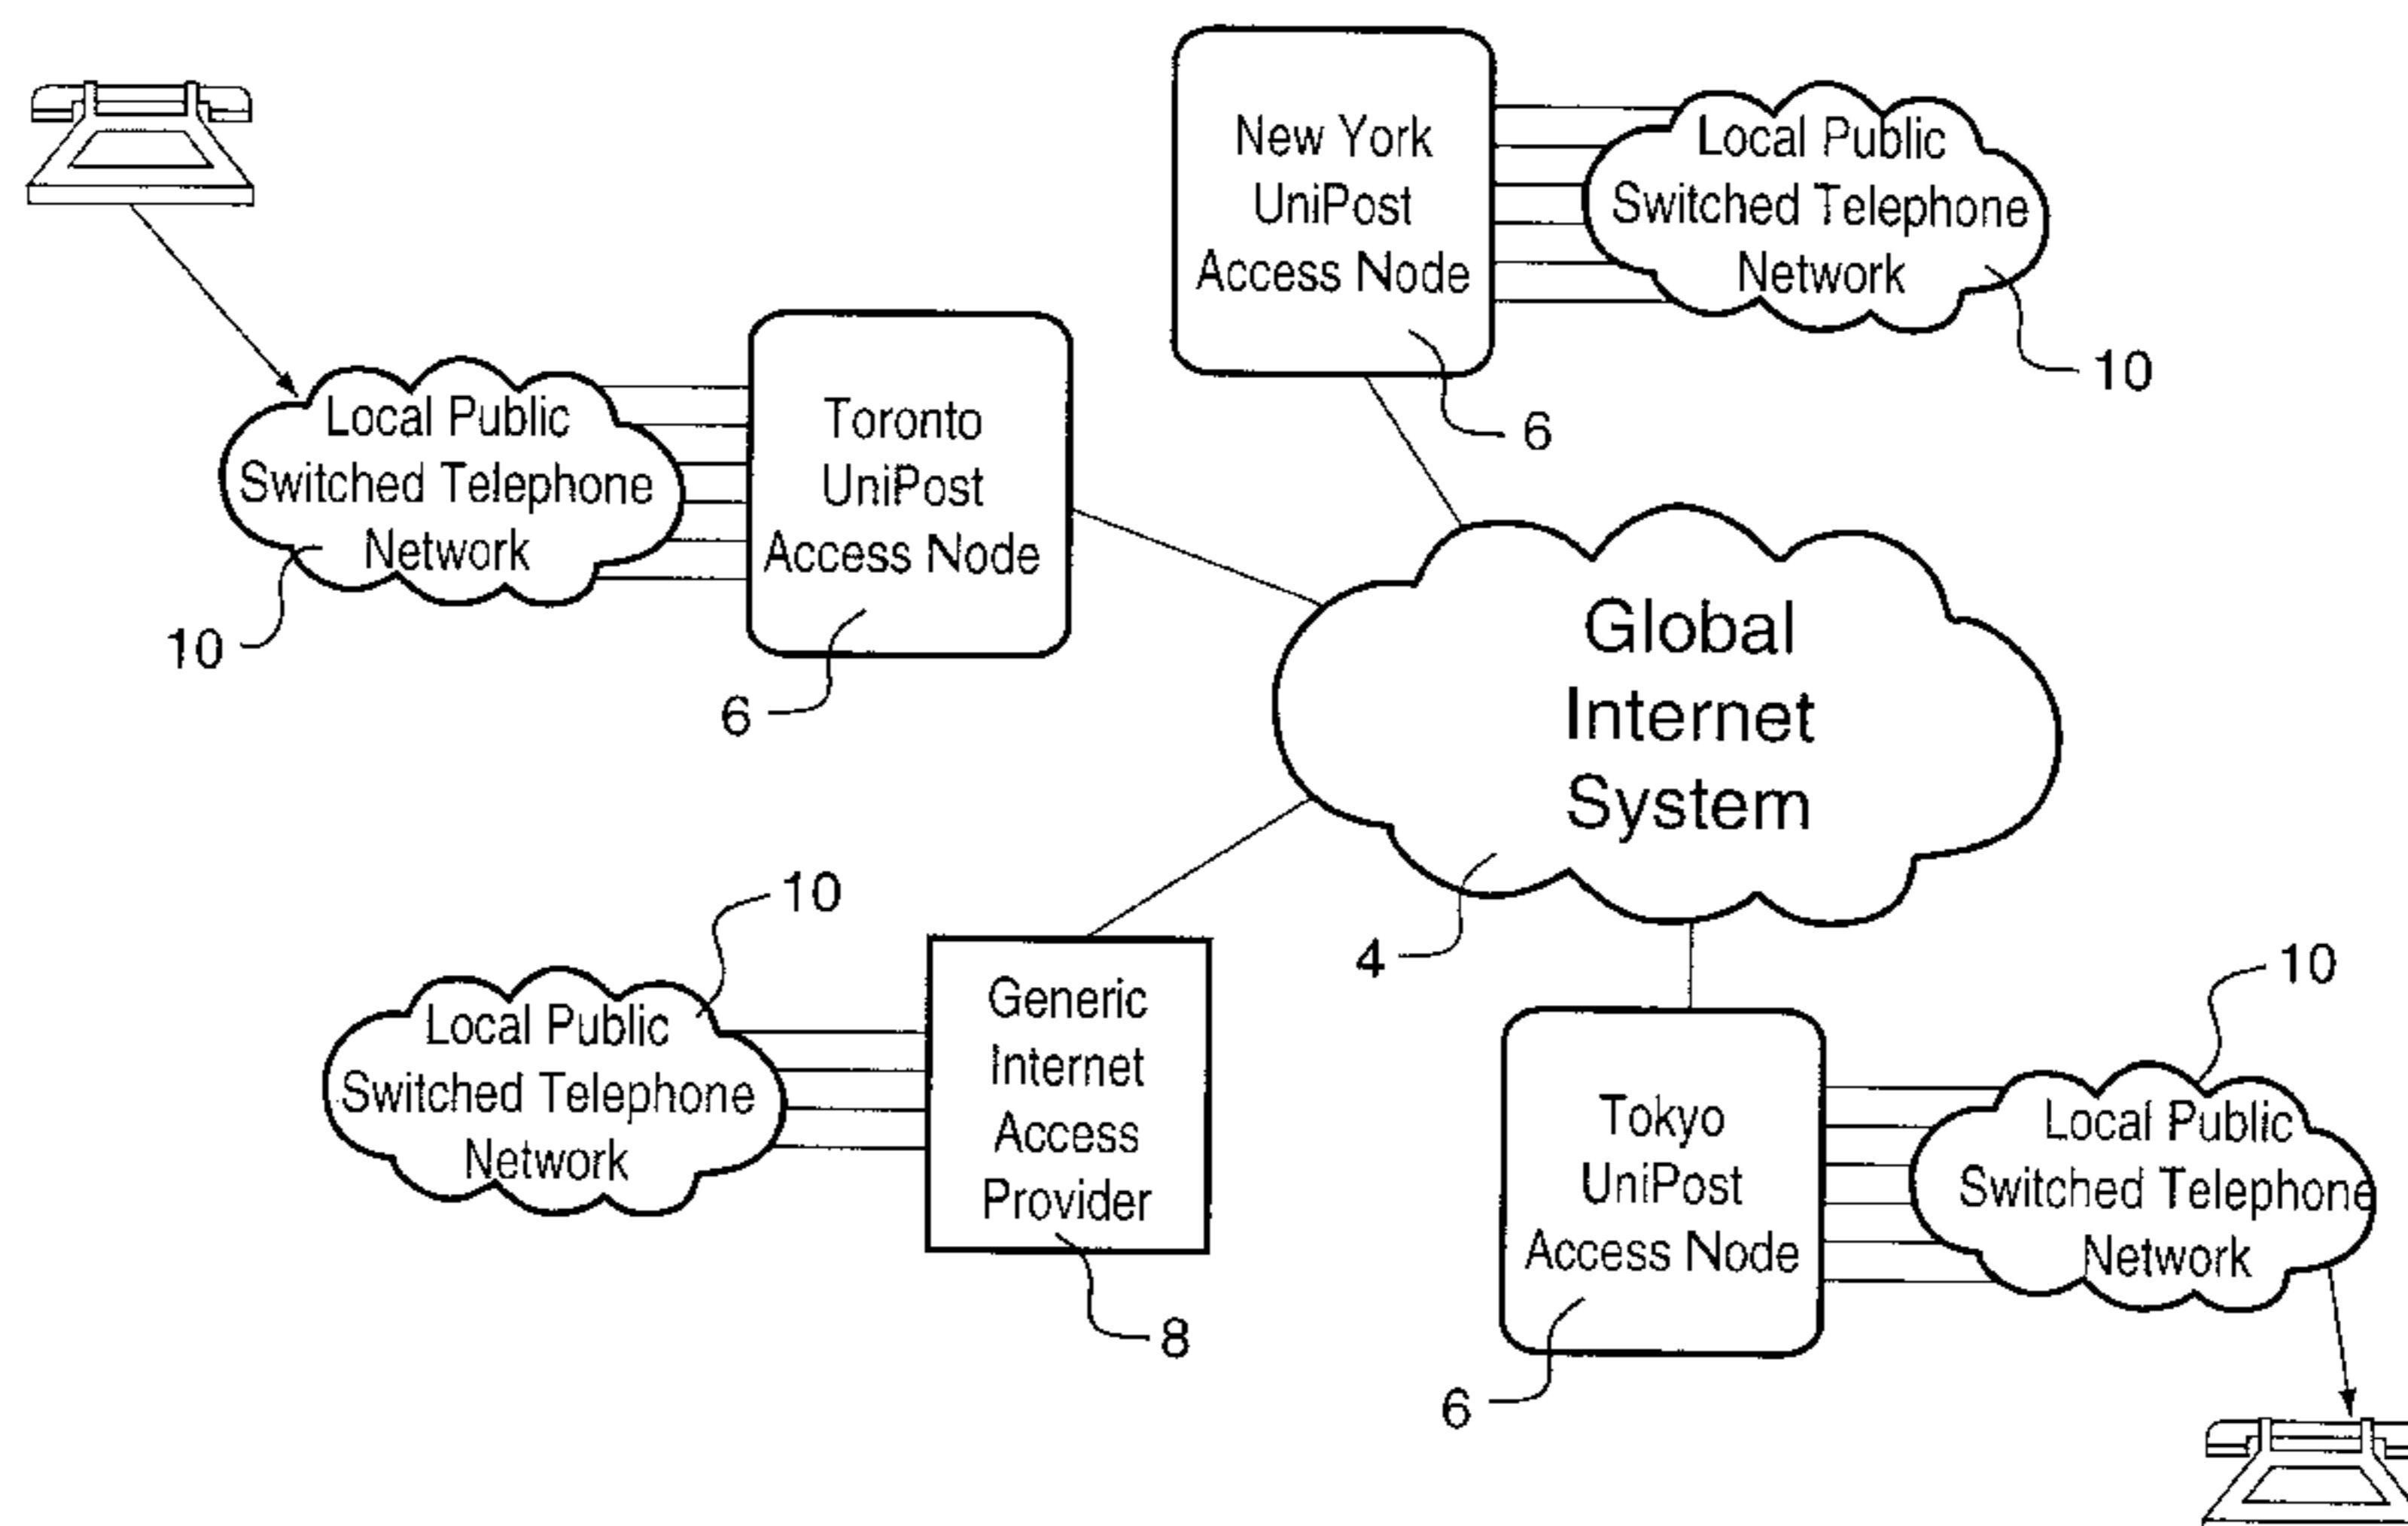 New York
UniPost
Access Node
Local Public
Switched Telephone
Network
10
6
Local Public
Switched Telephone
Network
10
Toronto
UniPost
Access Node
6
Global
Internet
System
4
10
Local Public
Switched Telephone
Network
Generic
Internet
Access
Provider
8
10
Tokyo
UniPost
Access Node
6
Local Public
Switched Telephone
Network